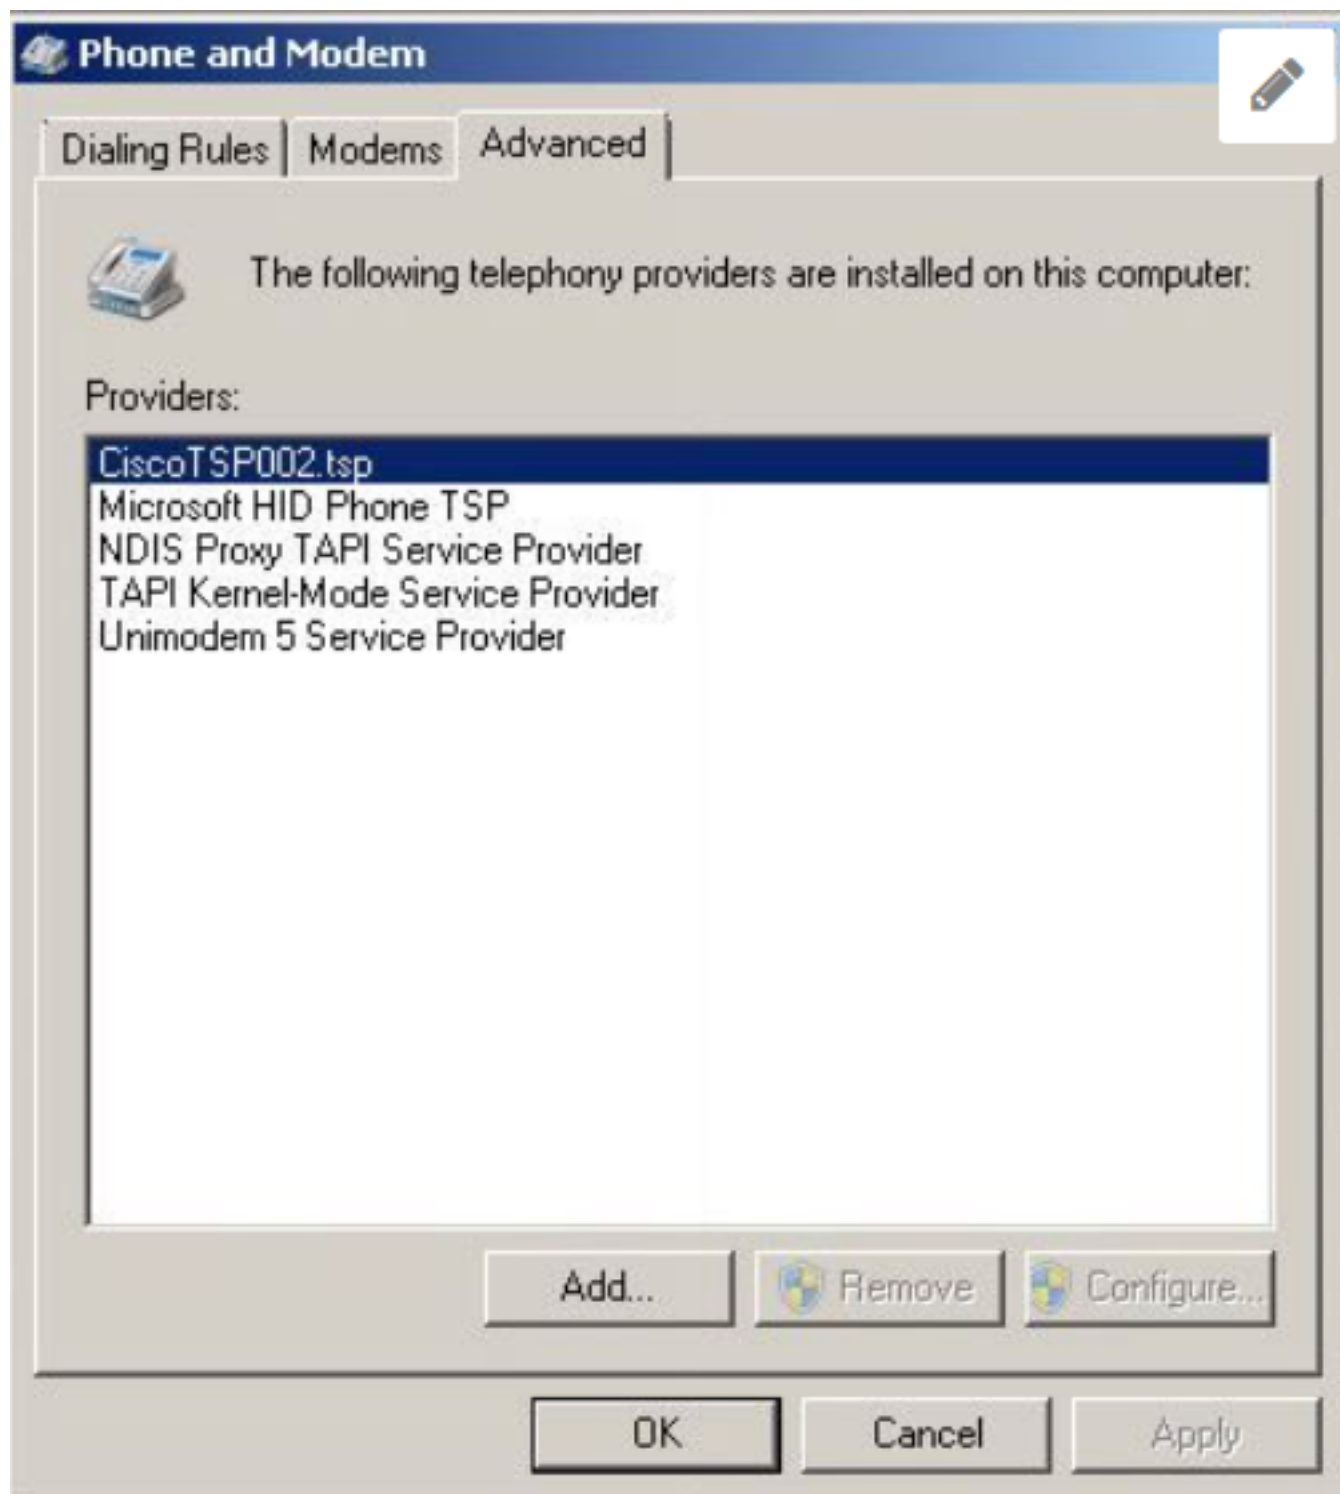 Phone and Modem
Dialing Rules
Modems
Advanced
The following telephony providers are installed on this computer:
Providers:
CiscoTSP002.tsp
Microsoft HID Phone TSP
NDIS Proxy TAPI Service Provider
TAPI Kernel-Mode Service Provider
Unimodem 5 Service Provider
Add...
Remove
Configure...
OK
Cancel
Apply